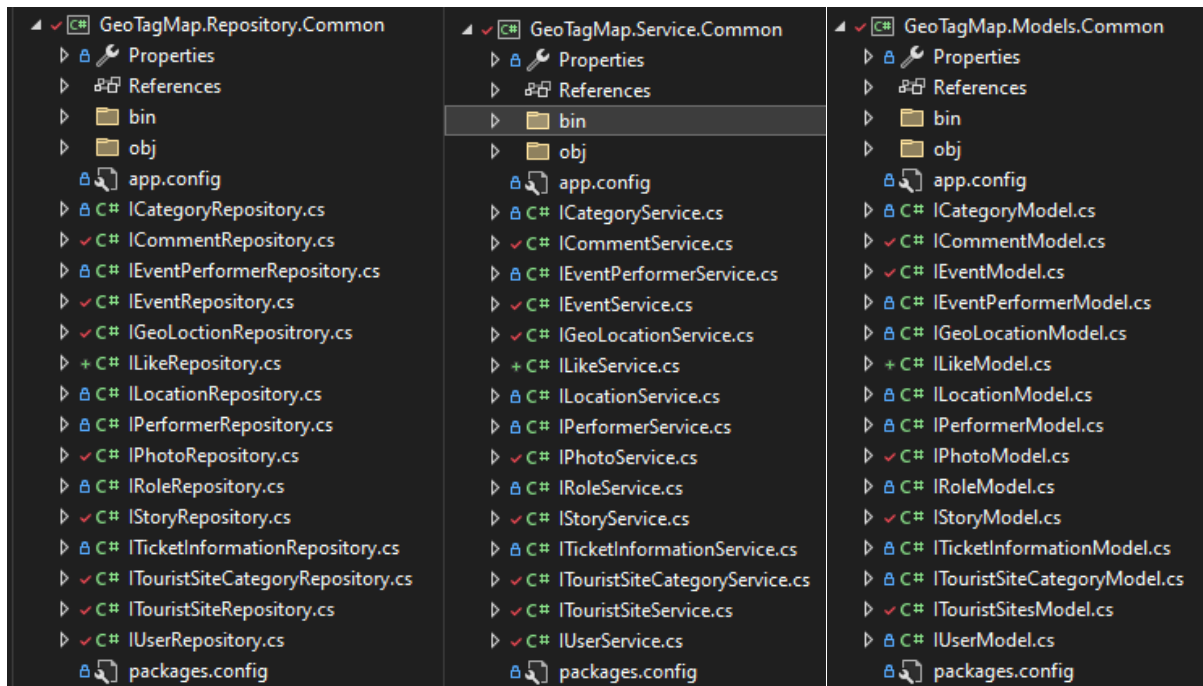 GeoTagMap.Repository.Common
Properties
References
bin
obj
app.config
C# ICategoryRepository.cs
C# ICommentRepository.cs
C# IEventPerformerRepository.cs
C# IEventRepository.cs
C# IGeoLoctionRepositrory.cs
C# ILikeRepository.cs
C# ILocationRepository.cs
C# IPerformerRepository.cs
C# IPhotoRepository.cs
C# IRoleRepository.cs
C# IStoryRepository.cs
C# ITicketInformationRepository.cs
C# ITouristSiteCategoryRepository.cs
C# ITouristSiteRepository.cs
C# IUserRepository.cs
packages.config
C# GeoTagMap.Service.Common
Properties
References
bin
obj
app.config
C# ICategoryService.cs
C# ICommentService.cs
C# IEventPerformerService.cs
C# IEventService.cs
C# IGeoLocationService.cs
C# ILikeService.cs
C# ILocationService.cs
C# IPerformerService.cs
C# IPhotoService.cs
C# IRoleService.cs
C# IStoryService.cs
C# ITicketInformationService.cs
C# ITouristSiteCategoryService.cs
C# ITouristSiteService.cs
C# IUserService.cs
packages.config
C# GeoTagMap.Models.Common
Properties
References
bin
obj
app.config
C# ICategoryModel.cs
C# ICommentModel.cs
C# IEventModel.cs
C# IEventPerformerModel.cs
C# IGeoLocationModel.cs
C# ILikeModel.cs
C# ILocationModel.cs
C# IPerformerModel.cs
C# IPhotoModel.cs
C# IRoleModel.cs
C# IStoryModel.cs
C# ITicketInformationModel.cs
C# ITouristSiteCategoryModel.cs
C# ITouristSitesModel.cs
C# IUserModel.cs
packages.config